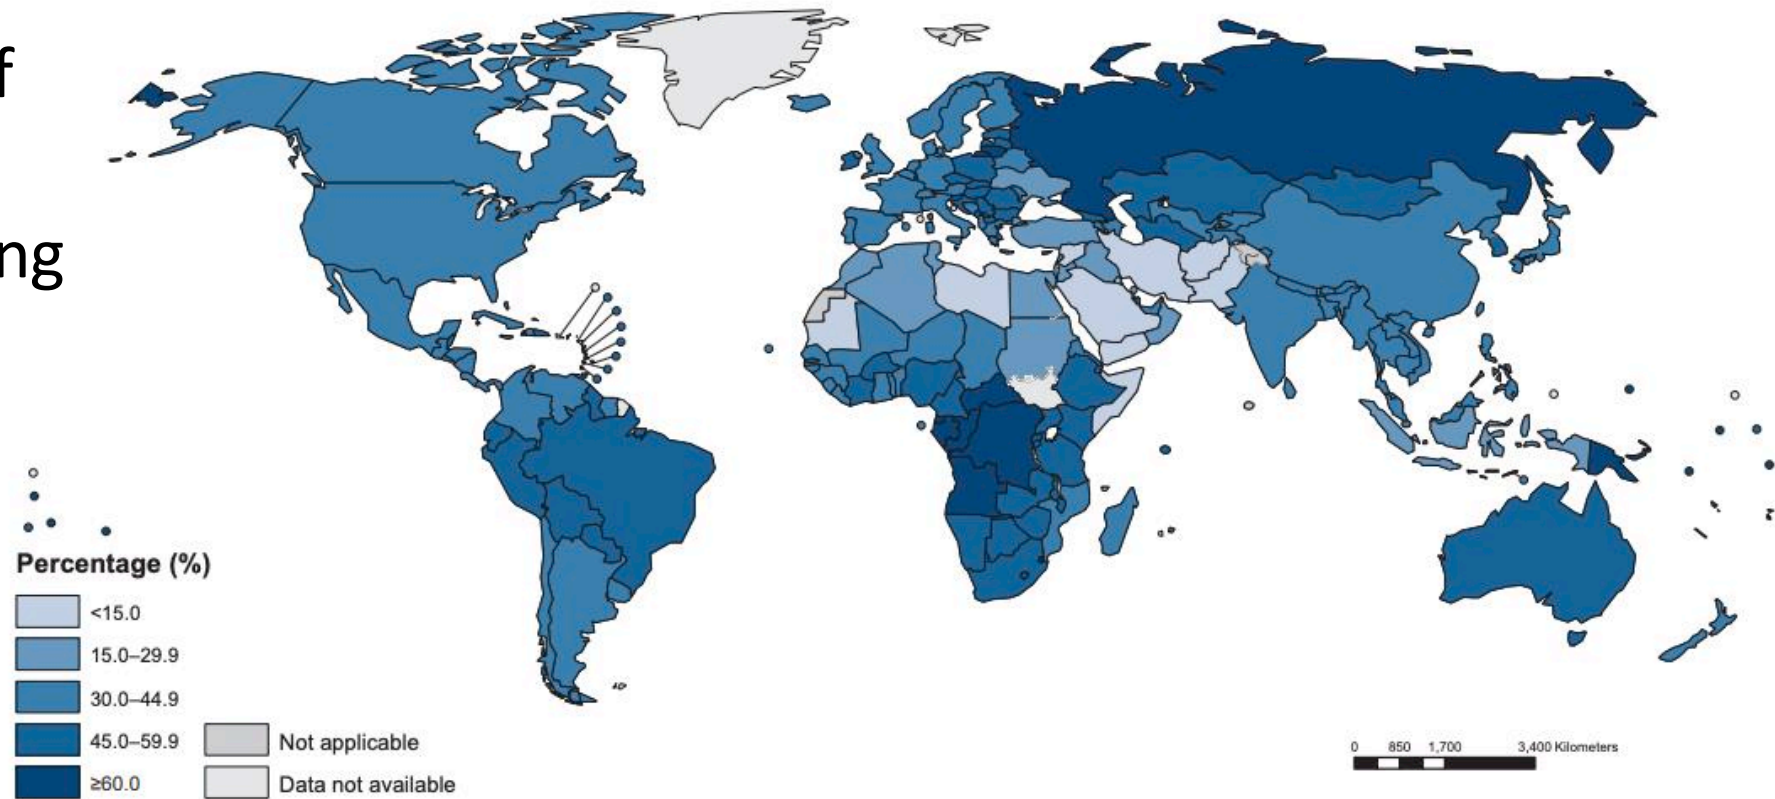 f
ng
Percentage (%)
<15.0
15.0–29.9
30.0–44.9
45.0–59.9
≥60.0
Not applicable
Data not available
0 850 1,700 3,400 Kilometers